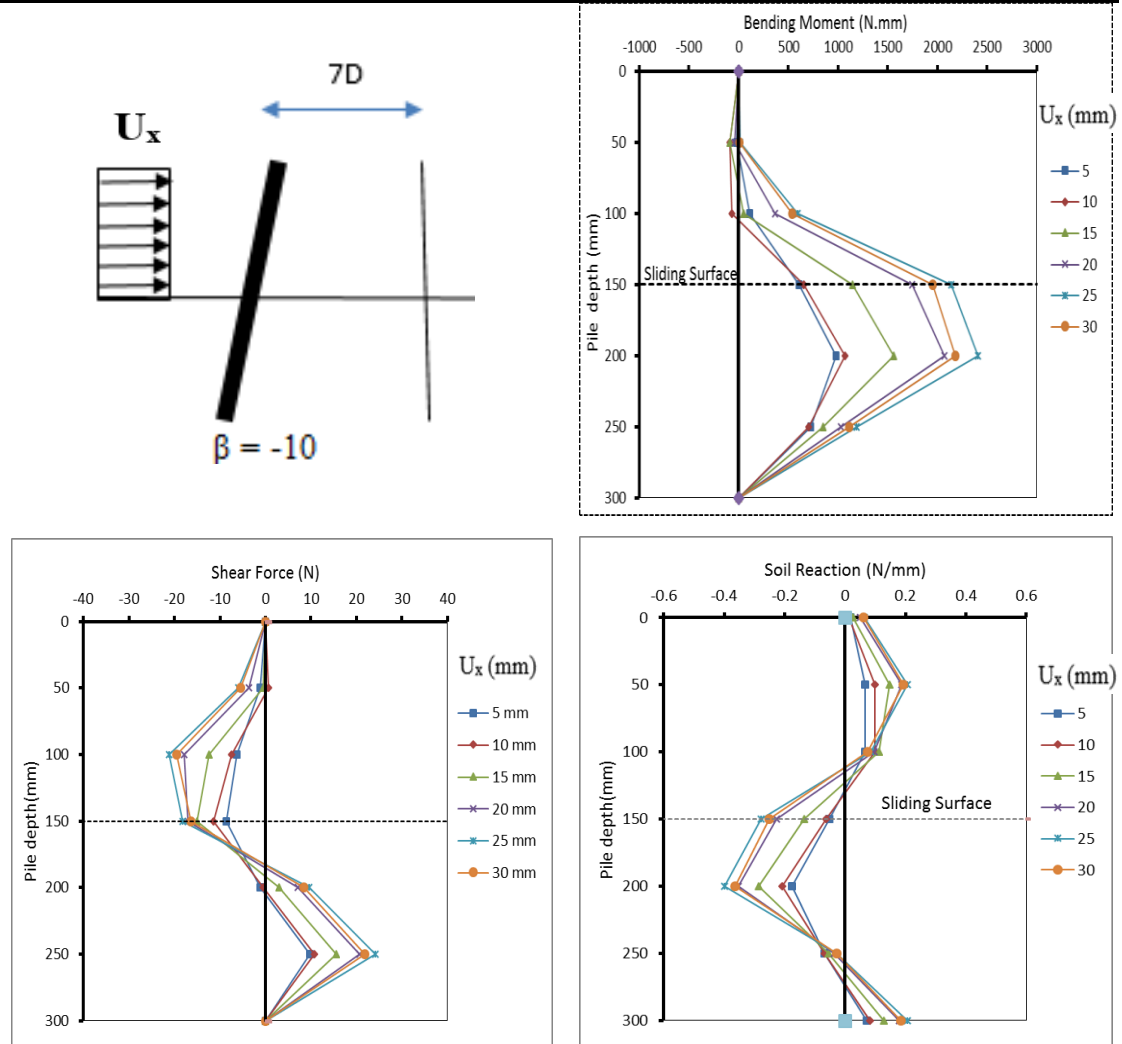 7D
Uₓ
β = -10
Bending Moment (N.mm)
-1000 -500 0 500 1000 1500 2000 2500 3000
0
50
100
150
200
250
300
Pile depth (mm)
Sliding Surface
Uₓ (mm)
5
10
15
20
25
30
Shear Force (N)
-40 -30 -20 -10 0 10 20 30 40
0
50
100
150
200
250
300
Pile depth(mm)
Uₓ (mm)
5 mm
10 mm
15 mm
20 mm
25 mm
30 mm
Soil Reaction (N/mm)
-0.6 -0.4 -0.2 0 0.2 0.4 0.6
0
50
100
150
200
250
300
Pile depth(mm)
Sliding Surface
Uₓ (mm)
5
10
15
20
25
30